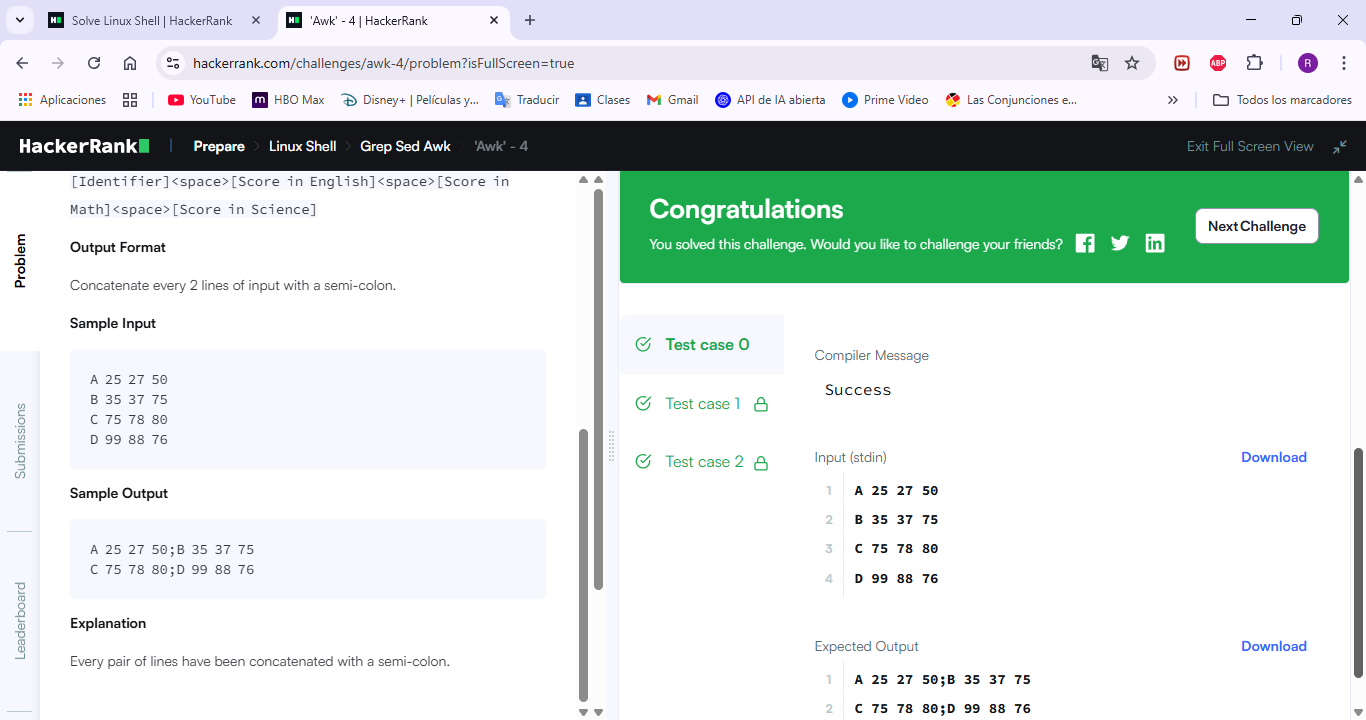 Solve Linux Shell | HackerRank
'Awk' - 4 | HackerRank
hackerrank.com/challenges/awk-4/problem?isFullScreen=true
ABP
R
Aplicaciones
YouTube
HBO Max
Disney+ | Películas y...
Traducir
Clases
Gmail
API de IA abierta
Prime Video
Las Conjunciones e...
Todos los marcadores
HackerRank
Prepare
Linux Shell
Grep Sed Awk
'Awk' - 4
Exit Full Screen View
Problem
Submissions
Leaderboard
[Identifier]<space>[Score in English]<space>[Score in
Math]<space>[Score in Science]
Output Format
Concatenate every 2 lines of input with a semi-colon.
Sample Input
A 25 27 50
B 35 37 75
C 75 78 80
D 99 88 76
Sample Output
A 25 27 50;B 35 37 75
C 75 78 80;D 99 88 76
Explanation
Every pair of lines have been concatenated with a semi-colon.
Congratulations
You solved this challenge. Would you like to challenge your friends?
Next Challenge
Test case 0
Test case 1
Test case 2
Compiler Message
Success
Input (stdin)
Download
1 A 25 27 50
2 B 35 37 75
3 C 75 78 80
4 D 99 88 76
Expected Output
Download
1 A 25 27 50;B 35 37 75
2 C 75 78 80;D 99 88 76